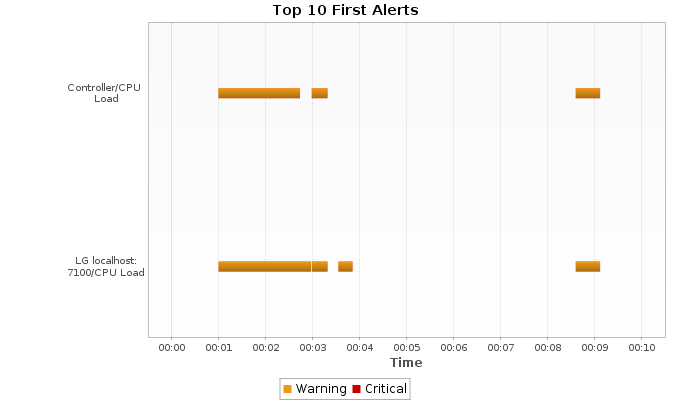 Top 10 First Alerts
Controller/CPU
Load
LG localhost:
7100/CPU Load
00:00 00:01 00:02 00:03 00:04 00:05 00:06 00:07 00:08 00:09 00:10
Time
Warning Critical